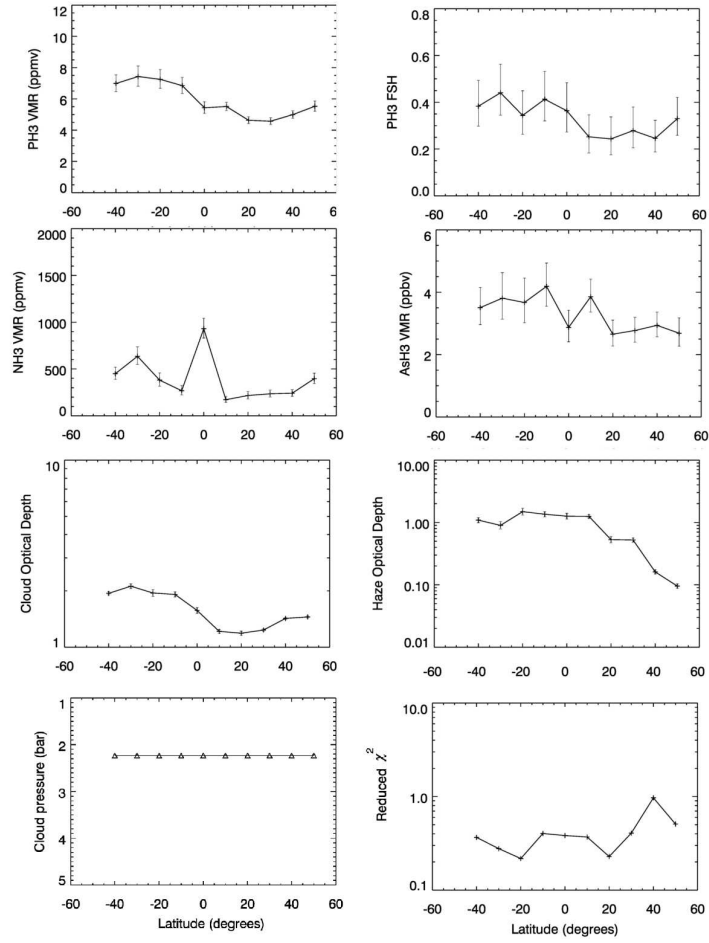 PH3 VMR (ppmv)
12
10
8
6
4
2
0
-60 -40 -20 0 20 40 6
PH3 FSH
0.8
0.6
0.4
0.2
0.0
-60 -40 -20 0 20 40 60
NH3 VMR (ppmv)
2000
1500
1000
500
0
-60 -40 -20 0 20 40 60
AsH3 VMR (ppbv)
6
4
2
0
-60 -40 -20 0 20 40 60
Cloud Optical Depth
10
1
-60 -40 -20 0 20 40 60
Haze Optical Depth
10.00
1.00
0.10
0.01
-60 -40 -20 0 20 40 60
Cloud pressure (bar)
1
2
3
4
5
-60 -40 -20 0 20 40 60
Latitude (degrees)
Reduced χ²
10.0
1.0
0.1
-60 -40 -20 0 20 40 60
Latitude (degrees)